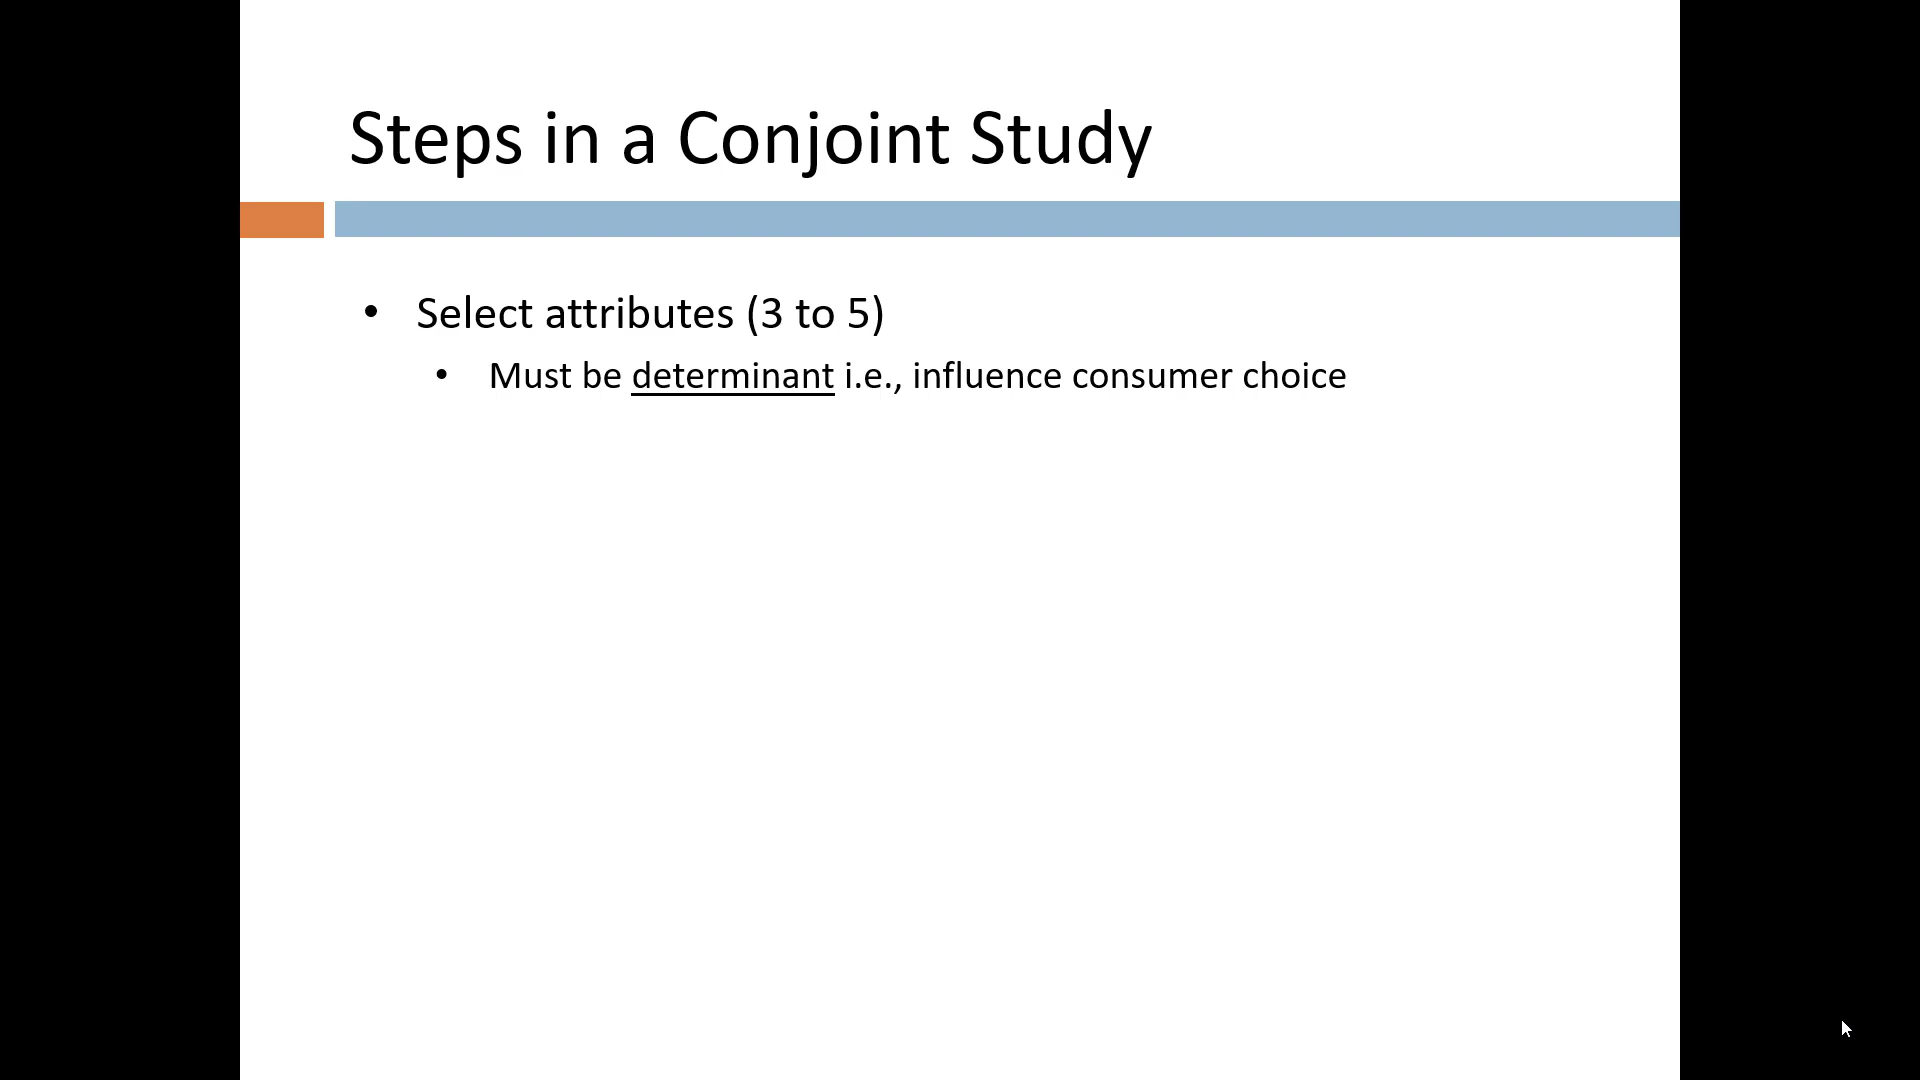 Steps in a Conjoint Study
• Select attributes (3 to 5)
• Must be determinant i.e., influence consumer choice